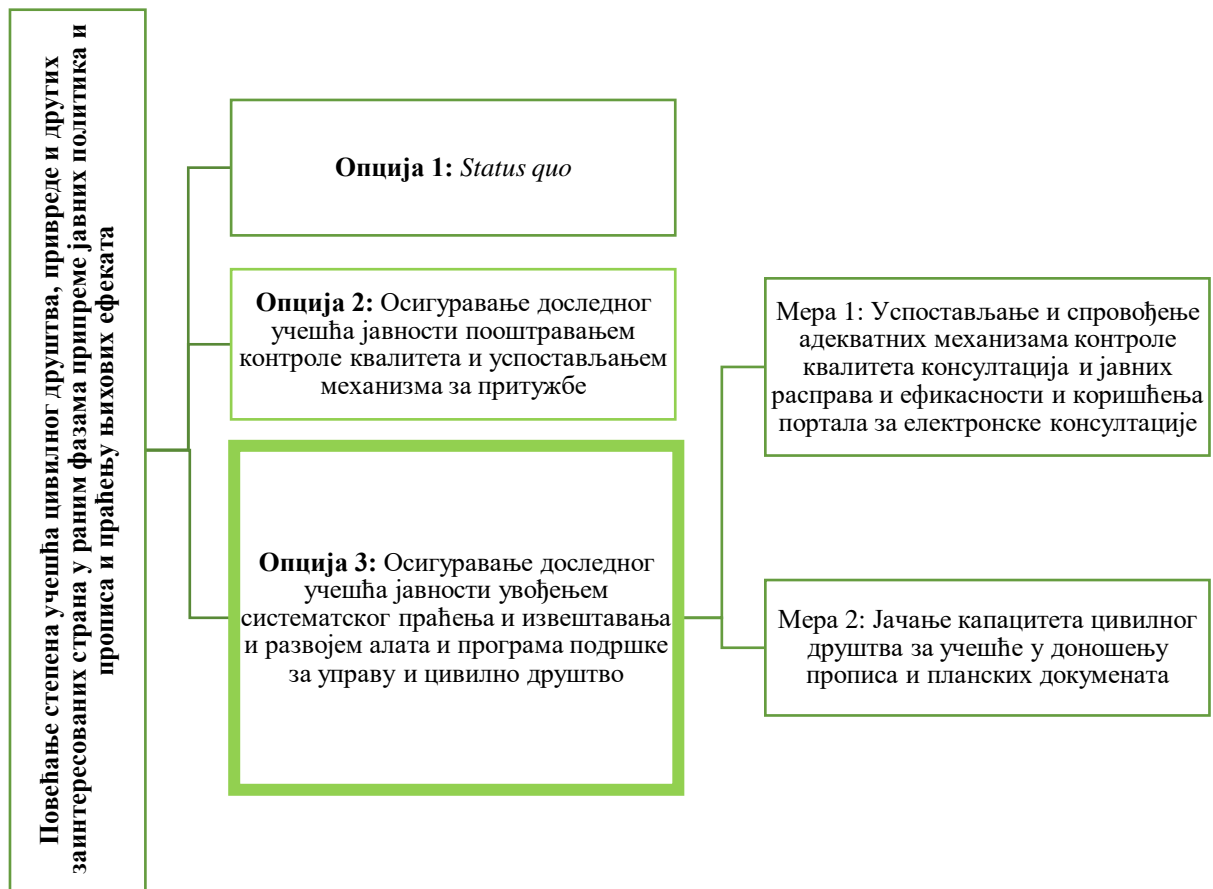 Повећање степена учешћа цивилног друштва, привреде и других
заинтересованих страна у раним фазама припреме јавних политика и
прописа и праћењу њихових ефеката
Опција 1: Status quo
Опција 2: Осигуравање доследног
учешћа јавности пооштравањем
контроле квалитета и успостављањем
механизма за притужбе
Опција 3: Осигуравање доследног
учешћа јавности увођењем
систематског праћења и извештавања
и развојем алата и програма подршке
за управу и цивилно друштво
Мера 1: Успостављање и спровођење
адекватних механизама контроле
квалитета консултација и јавних
расправа и ефикасности и коришћења
портала за електронске консултације
Мера 2: Јачање капацитета цивилног
друштва за учешће у доношењу
прописа и планских докумената